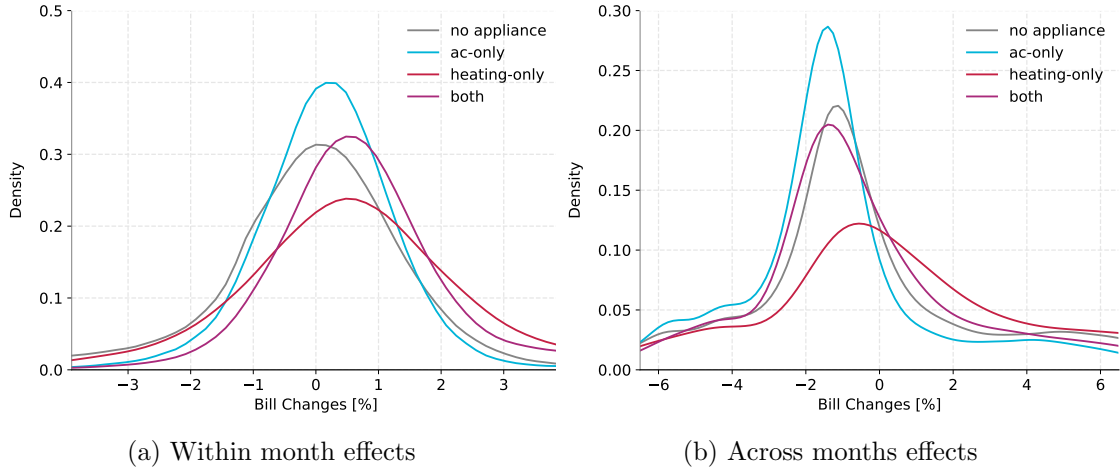 0.5
0.4
0.3
0.2
0.1
0.0
Density
−3
−2
−1
0
1
2
3
Bill Changes [%]
no appliance
ac-only
heating-only
both
(a) Within month effects
0.30
0.25
0.20
0.15
0.10
0.05
0.00
Density
−6
−4
−2
0
2
4
6
Bill Changes [%]
no appliance
ac-only
heating-only
both
(b) Across months effects